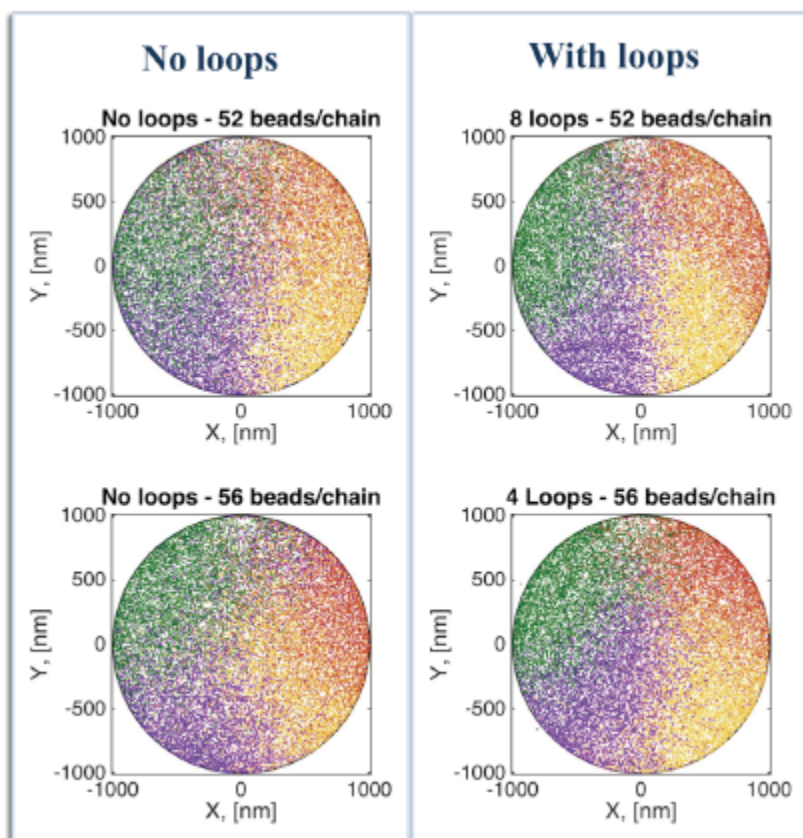 No loops
With loops
No loops - 52 beads/chain
1000
500
0
-500
-1000
Y, [nm]
-1000 0 1000
X, [nm]
8 loops - 52 beads/chain
1000
500
0
-500
-1000
Y, [nm]
-1000 0 1000
X, [nm]
No loops - 56 beads/chain
1000
500
0
-500
-1000
Y, [nm]
-1000 0 1000
X, [nm]
4 Loops - 56 beads/chain
1000
500
0
-500
-1000
Y, [nm]
-1000 0 1000
X, [nm]